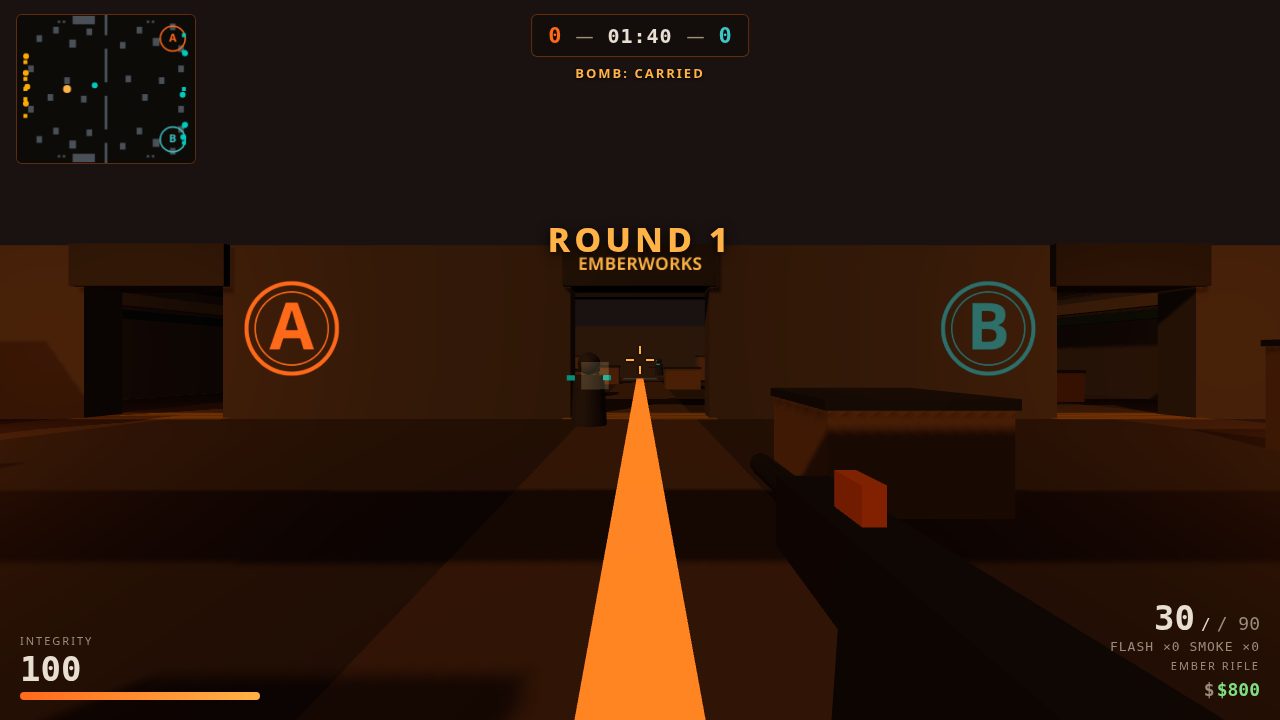 A
B
0 — 01:40 — 0
BOMB: CARRIED
ROUND 1
EMBERWORKS
A
B
INTEGRITY
100
30 / / 90
FLASH ×0 SMOKE ×0
EMBER RIFLE
$$800